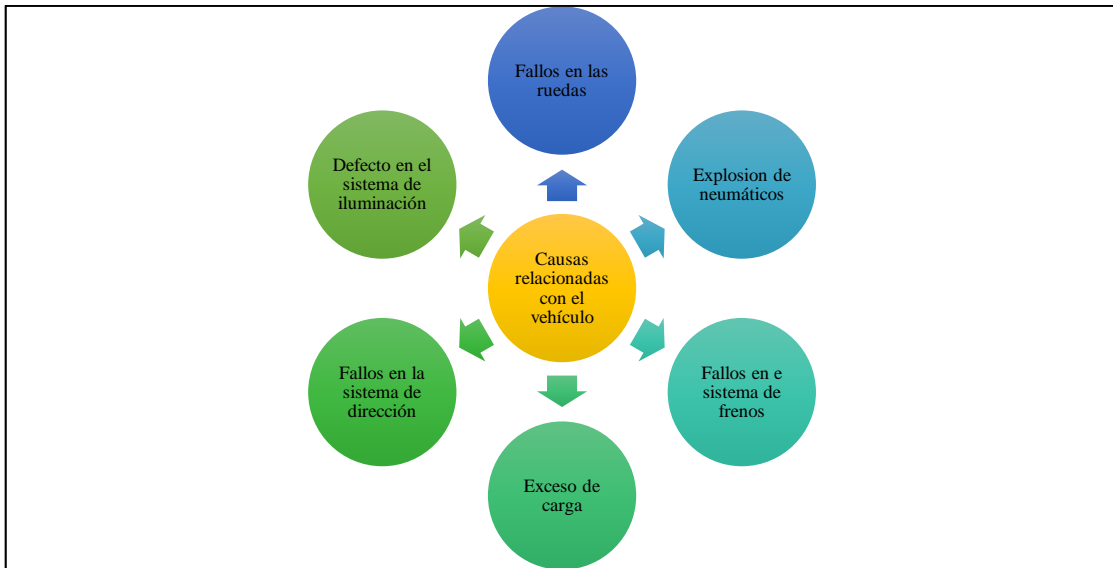 Fallos en las
ruedas
Defecto en el
sistema de
iluminación
Explosion de
neumáticos
Causas
relacionadas
con el
vehículo
Fallos en la
sistema de
dirección
Fallos en e
sistema de
frenos
Exceso de
carga